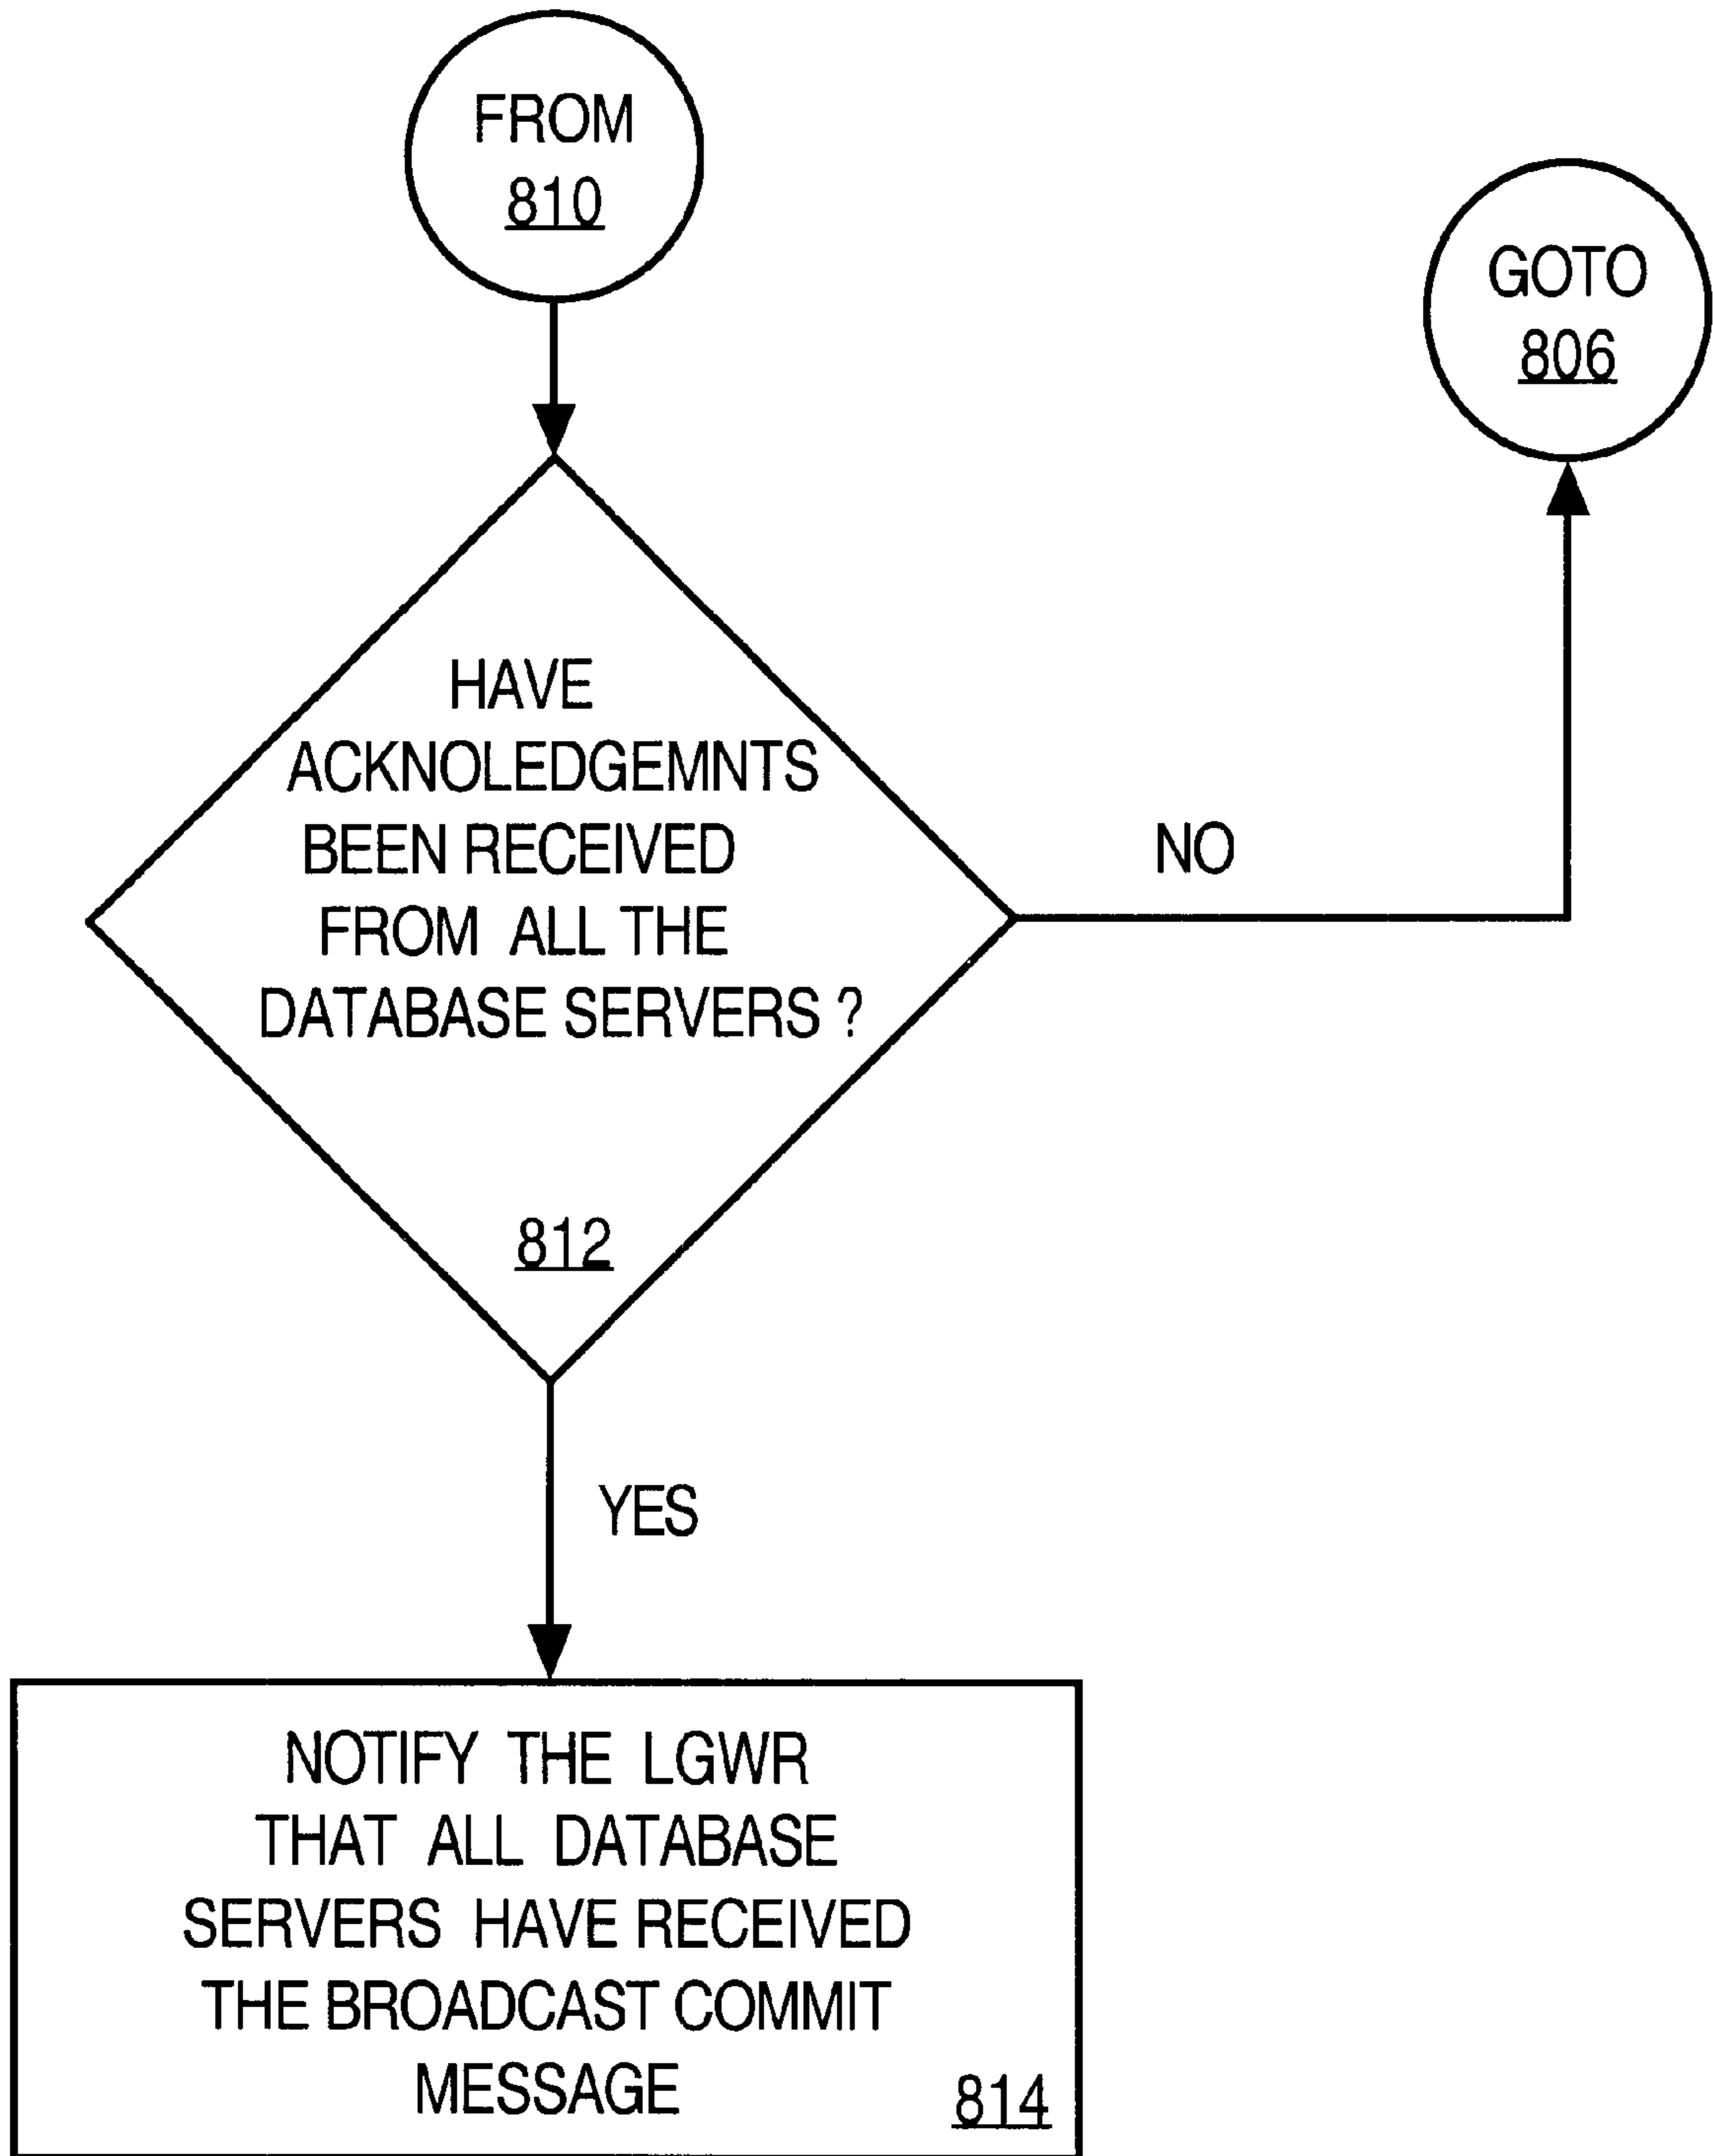 FROM
810
GOTO
806
HAVE
ACKNOLEDGEMNTS
BEEN RECEIVED
FROM ALL THE
DATABASE SERVERS ?
812
NO
YES
NOTIFY THE LGWR
THAT ALL DATABASE
SERVERS HAVE RECEIVED
THE BROADCAST COMMIT
MESSAGE
814